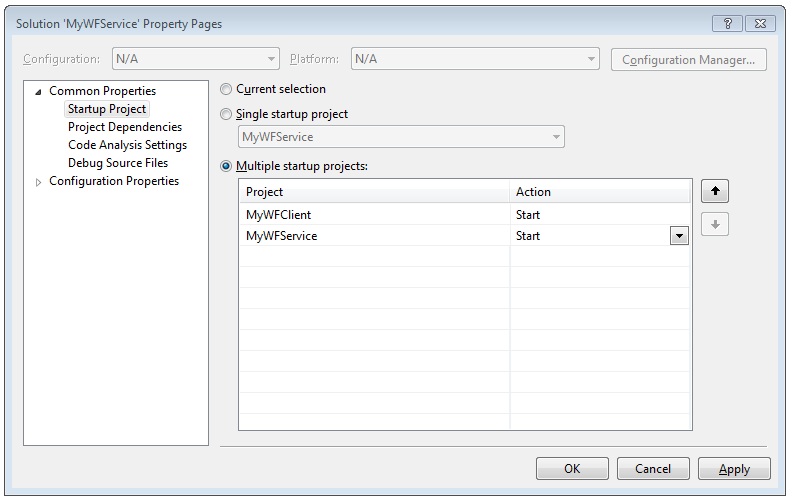 Solution 'MyWFService' Property Pages
Configuration: N/A Platform: N/A Configuration Manager...
Common Properties
Startup Project
Project Dependencies
Code Analysis Settings
Debug Source Files
Configuration Properties
Current selection
Single startup project
MyWFService
Multiple startup projects:
Project Action
MyWFClient Start
MyWFService Start
OK Cancel Apply